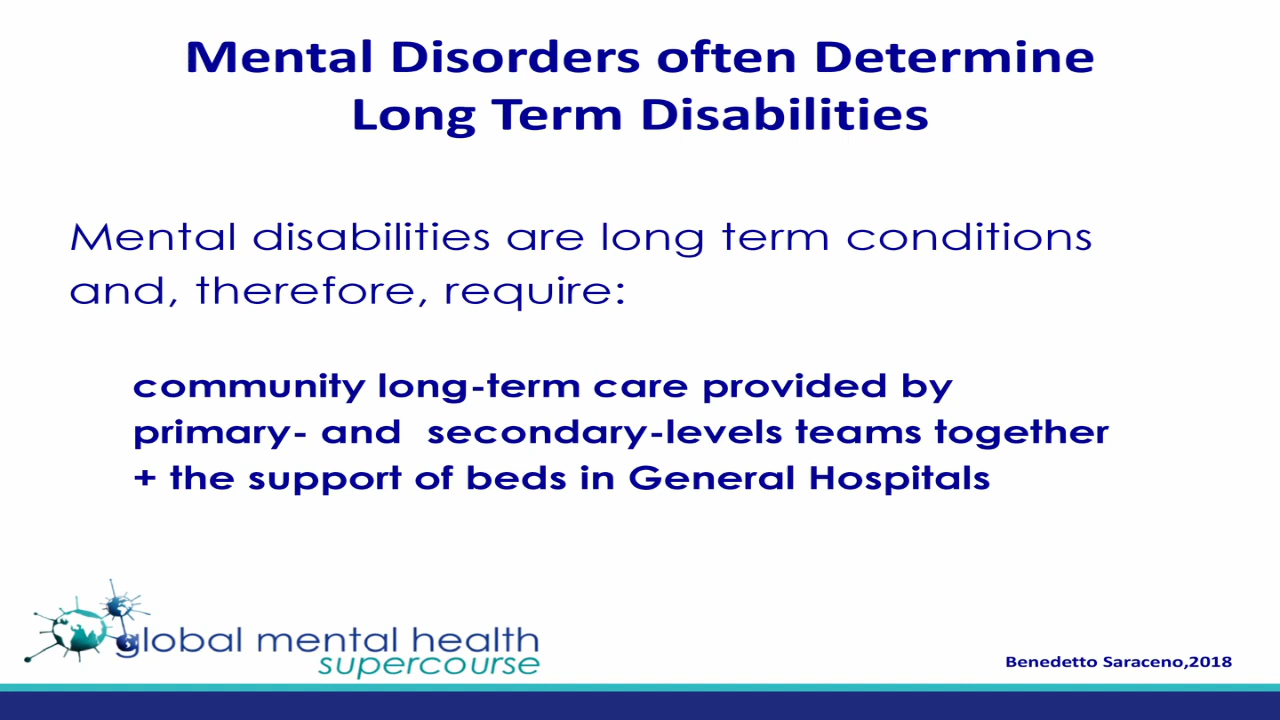 Mental Disorders often Determine
Long Term Disabilities
Mental disabilities are long term conditions
and, therefore, require:
community long-term care provided by
primary- and  secondary-levels teams together
+ the support of beds in General Hospitals
global mental health
supercourse
Benedetto Saraceno,2018